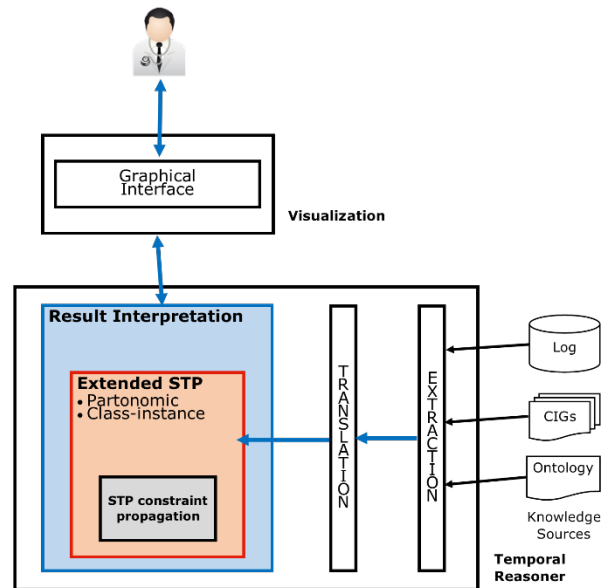 Graphical
Interface
Visualization
Result Interpretation
Extended STP
• Partonomic
• Class-instance
STP constraint
propagation
TRANSLATION
EXTRACTION
Log
CIGs
Ontology
Knowledge
Sources
Temporal
Reasoner